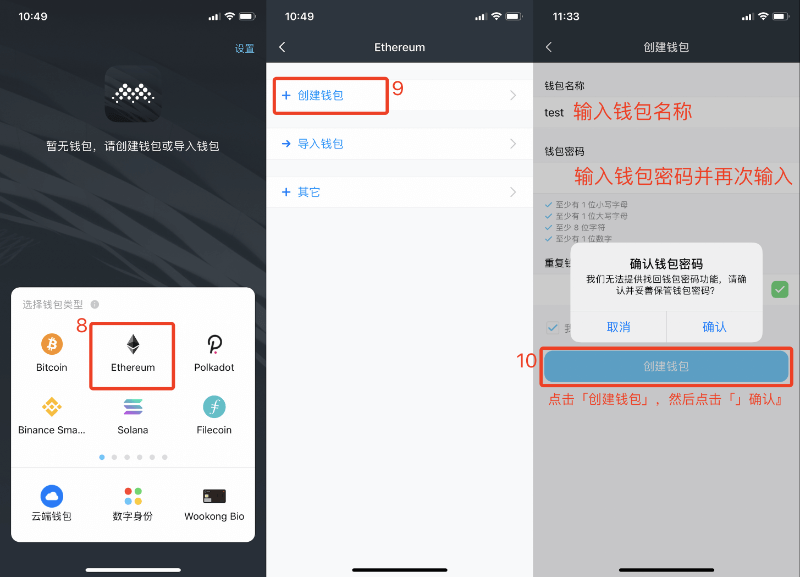 10:49
设置
暂无钱包，请创建钱包或导入钱包
选择钱包类型
8
Bitcoin
Ethereum
Polkadot
Binance Sma...
Solana
Filecoin
云端钱包
数字身份
Wookong Bio
10:49
Ethereum
+ 创建钱包
9
→ 导入钱包
+ 其它
11:33
创建钱包
钱包名称
test 输入钱包名称
钱包密码
输入钱包密码并再次输入
至少有 1 位小写字母
至少有 1 位大写字母
至少 8 位字符
至少有 1 位数字
重复钱
确认钱包密码
我们无法提供找回钱包密码功能，请确
认并妥善保管钱包密码?
我
取消
确认
10
创建钱包
点击「创建钱包」，然后点击「」确认』